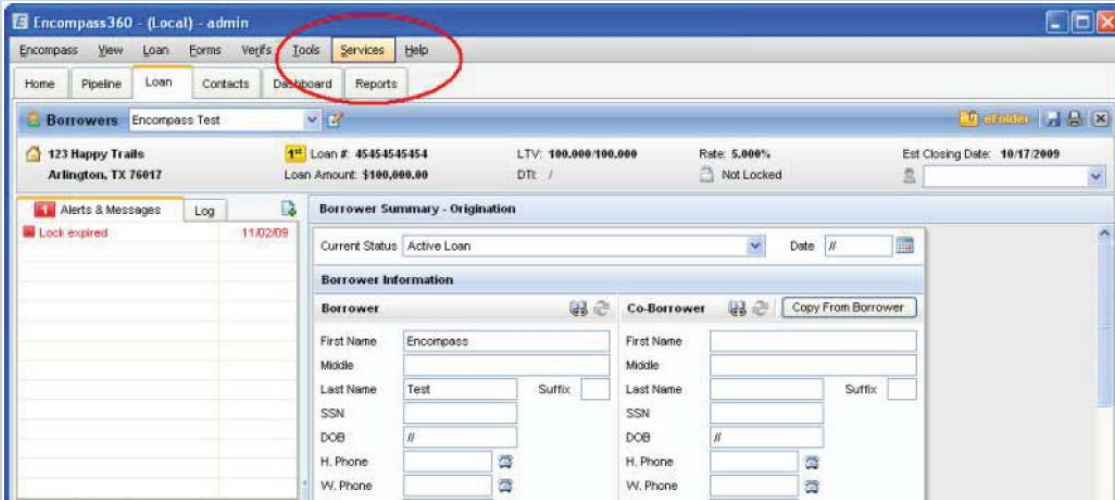 Encompass360 - (Local) - admin
Encompass View Loan Forms Verifs Tools Services Help
Home Pipeline Loan Contacts Dashboard Reports
Borrowers Encompass Test eFolder
123 Happy Trails 1st Loan #: 45454545454 LTV: 100.000/100.000 Rate: 5.000% Est Closing Date: 10/17/2009
Arlington, TX 76017 Loan Amount: $100,000.00 DTI: / Not Locked
1 Alerts & Messages Log Borrower Summary - Origination
Lock expired 11/02/09
Current Status Active Loan Date //
Borrower Information
Borrower Co-Borrower Copy From Borrower
First Name Encompass First Name
Middle Middle
Last Name Test Suffix Last Name Suffix
SSN SSN
DOB // DOB //
H. Phone H. Phone
W. Phone W. Phone